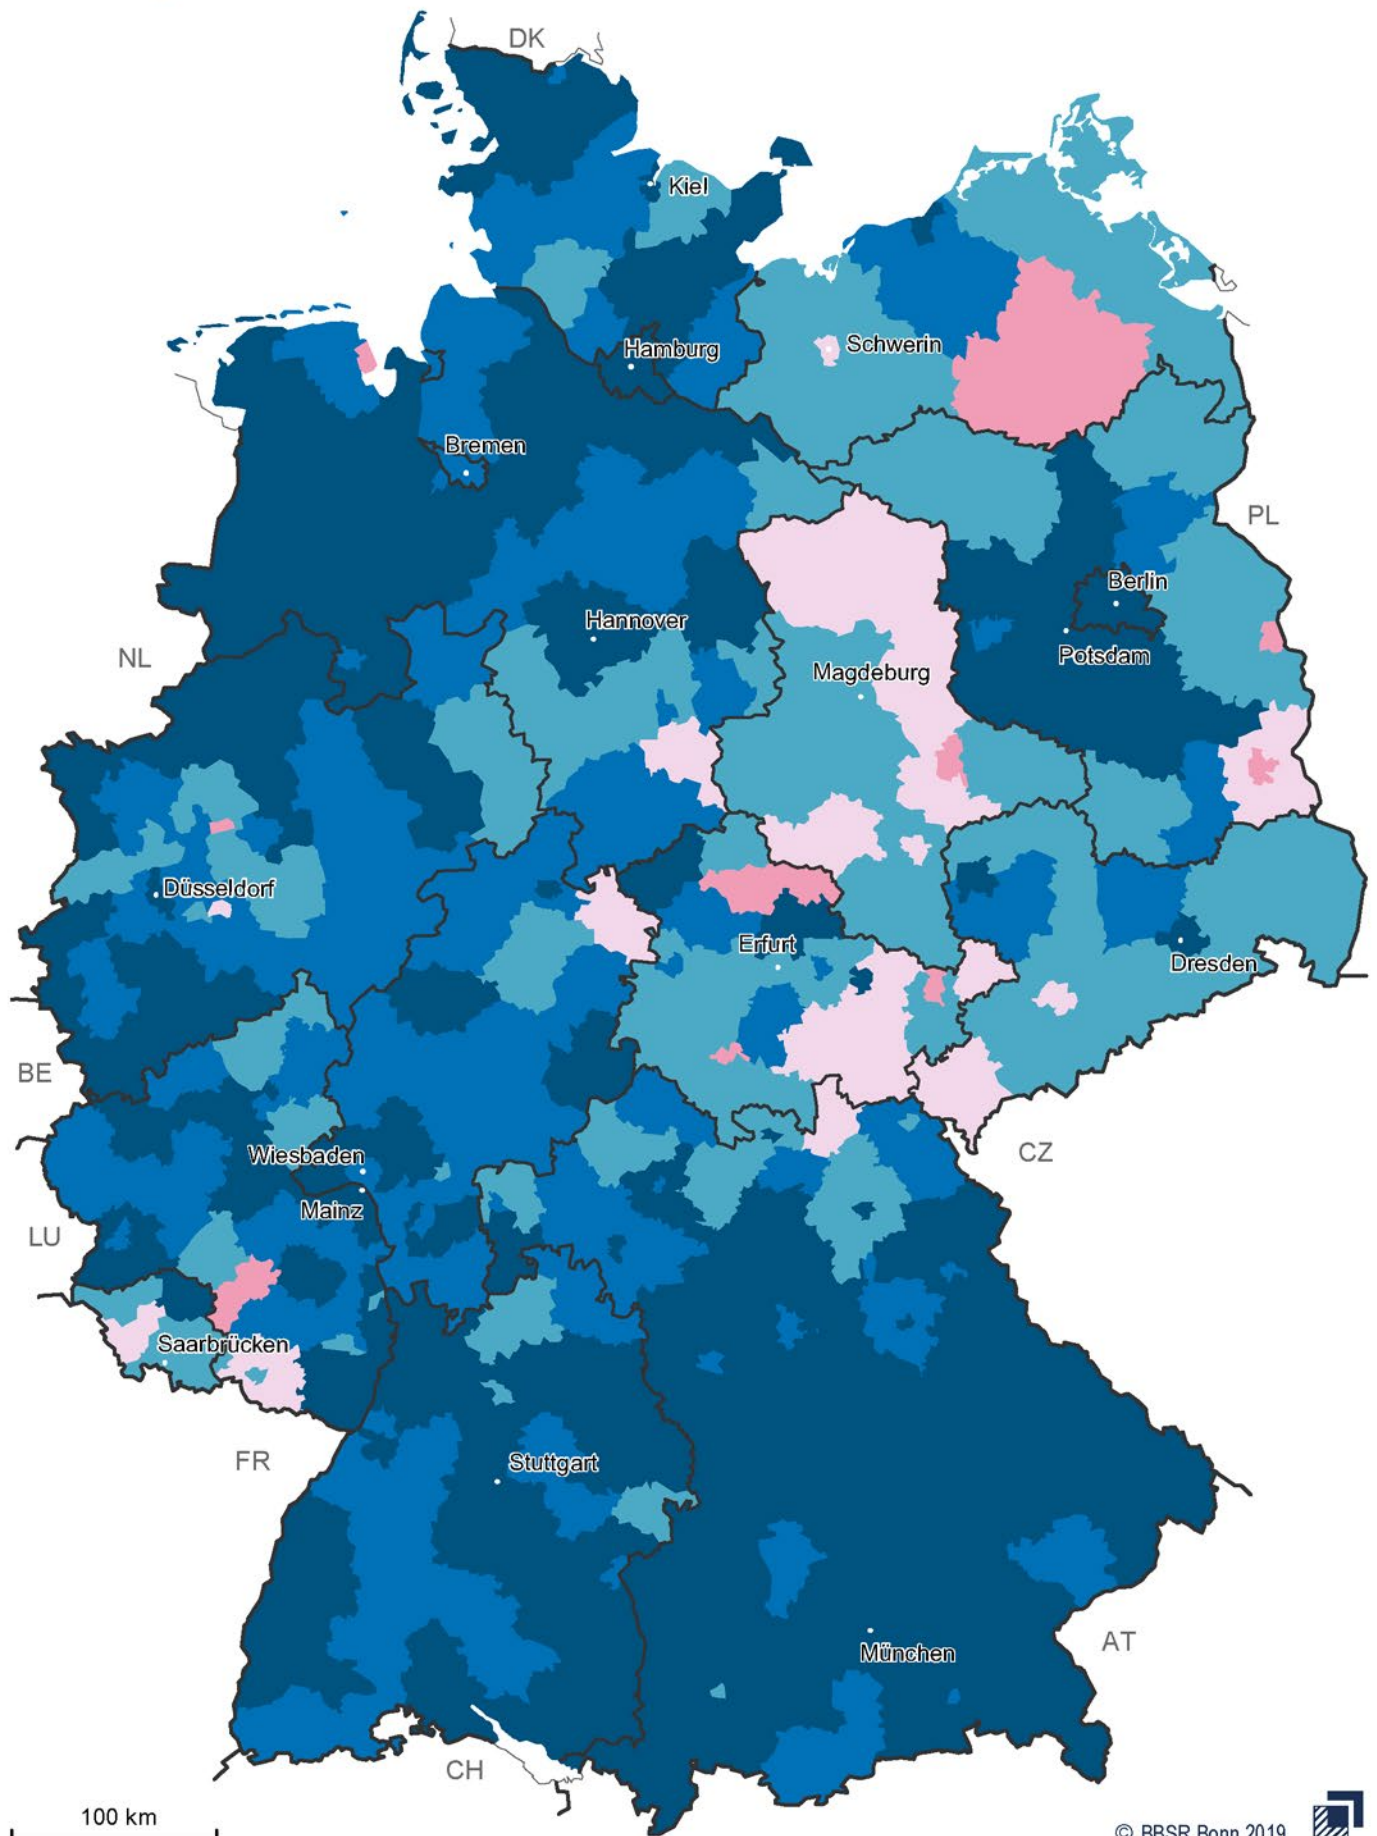 DK
Kiel
Schwerin
Hamburg
Bremen
PL
Berlin
Hannover
NL
Potsdam
Magdeburg
Düsseldorf
Erfurt
Dresden
BE
CZ
Wiesbaden
Mainz
LU
Saarbrücken
FR
Stuttgart
AT
München
CH
100 km
© BBSR Bonn 2019